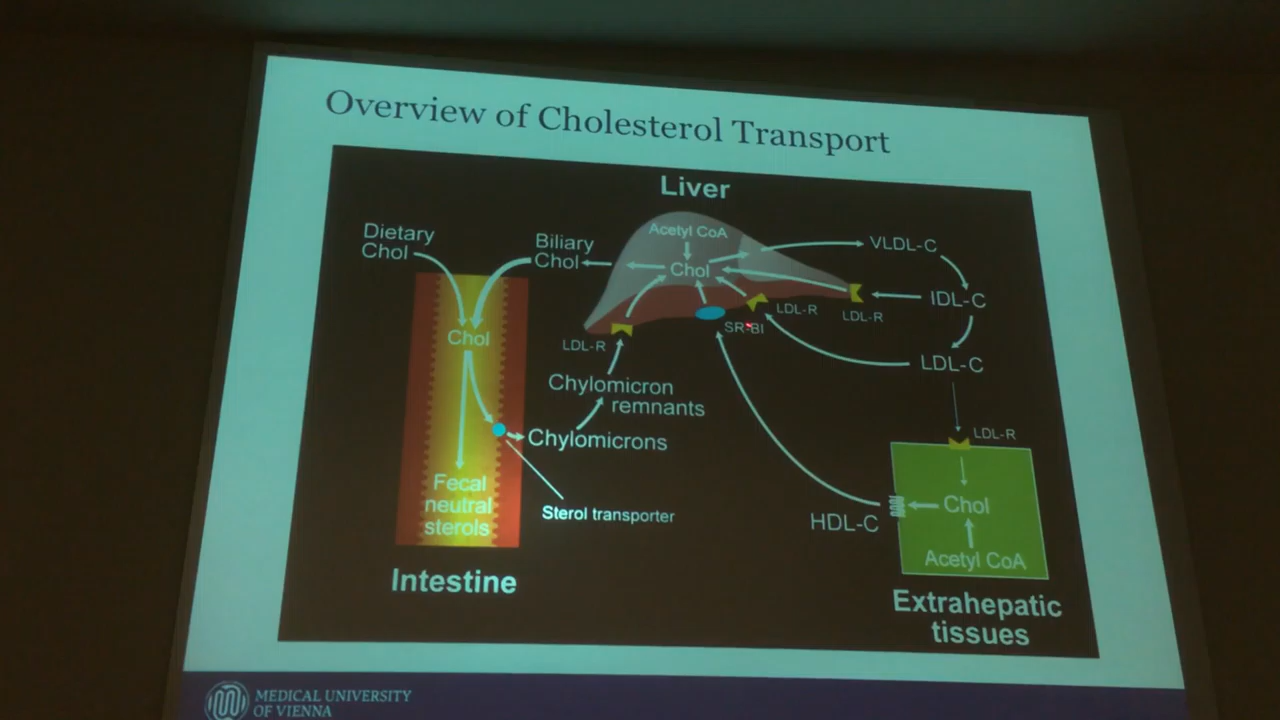 Overview of Cholesterol Transport
Liver
Dietary
Chol
Biliary
Chol
Acetyl CoA
Chol
VLDL-C
IDL-C
LDL-R
LDL-R
LDL-C
SR-BI
LDL-R
Chol
Chylomicron
remnants
Chylomicrons
LDL-R
Fecal
neutral
sterols
Sterol transporter
HDL-C
Chol
Acetyl CoA
Intestine
Extrahepatic
tissues
MEDICAL UNIVERSITY
OF VIENNA